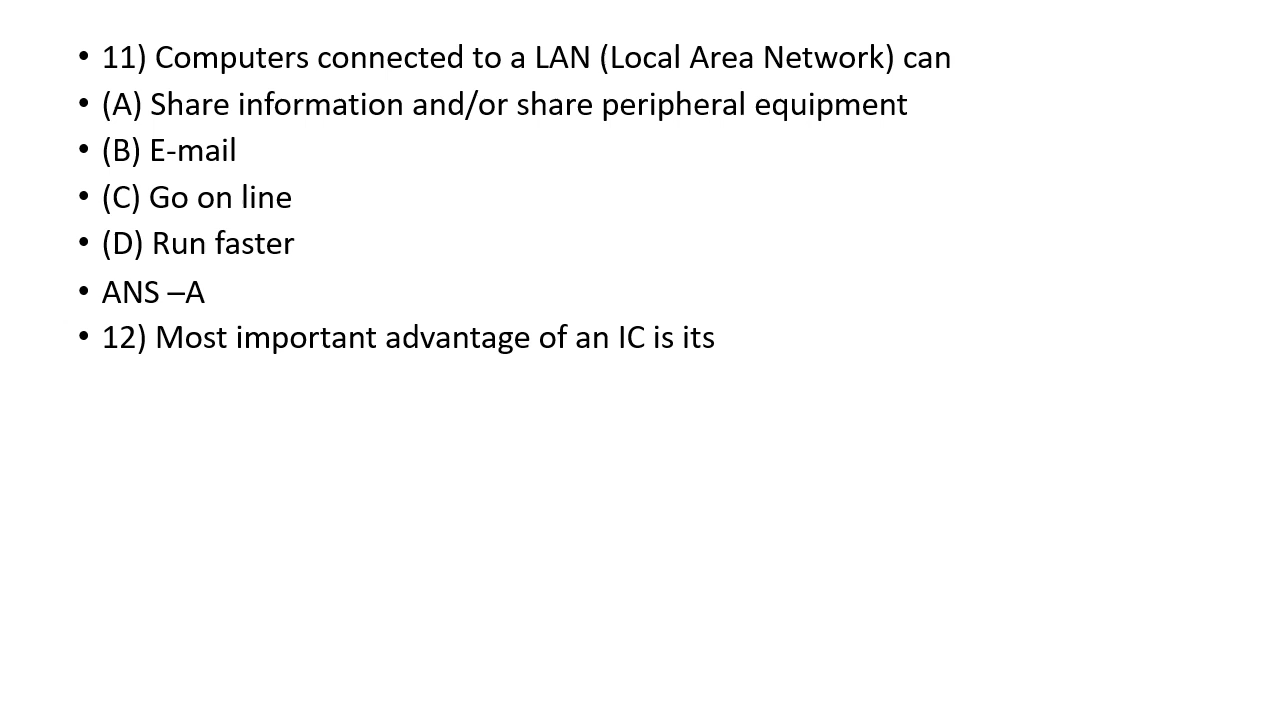 • 11) Computers connected to a LAN (Local Area Network) can
• (A) Share information and/or share peripheral equipment
• (B) E-mail
• (C) Go on line
• (D) Run faster
• ANS –A
• 12) Most important advantage of an IC is its